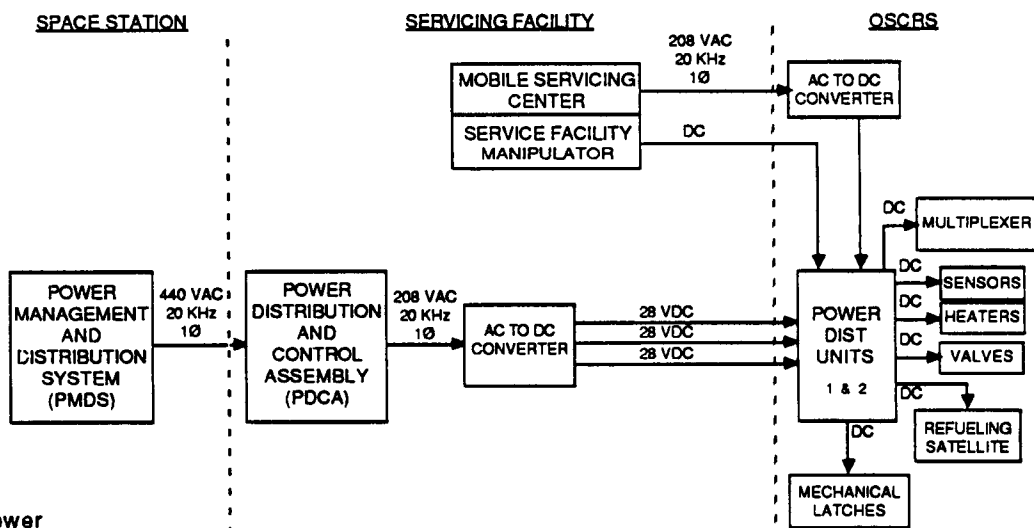 SPACE STATION
SERVICING FACILITY
OSCRS
208 VAC
20 KHz
1Ø
MOBILE SERVICING
CENTER
AC TO DC
CONVERTER
SERVICE FACILITY
MANIPULATOR
DC
DC
MULTIPLEXER
POWER
MANAGEMENT
AND
DISTRIBUTION
SYSTEM
(PMDS)
440 VAC
20 KHz
1Ø
POWER
DISTRIBUTION
AND
CONTROL
ASSEMBLY
(PDCA)
208 VAC
20 KHz
1Ø
AC TO DC
CONVERTER
28 VDC
28 VDC
28 VDC
POWER
DIST
UNITS
1 & 2
DC
SENSORS
DC
HEATERS
DC
VALVES
DC
REFUELING
SATELLITE
DC
MECHANICAL
LATCHES